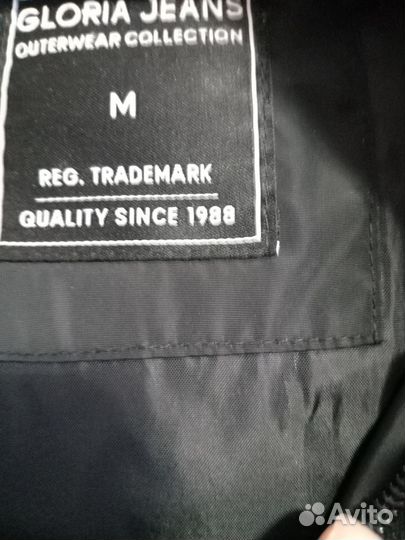 GLORIA JEANS
OUTERWEAR COLLECTION
M
REG. TRADEMARK
QUALITY SINCE 1988
Avito